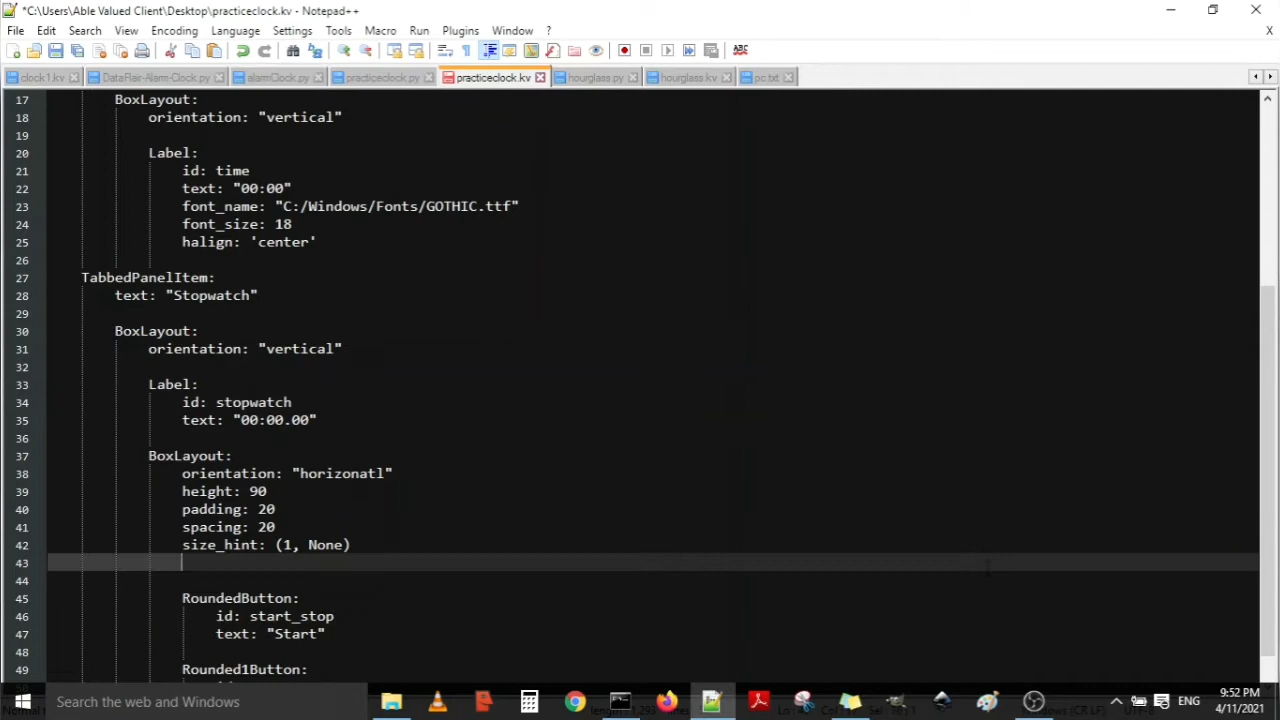 *C:\Users\Able Valued Client\Desktop\practiceclock.kv - Notepad++
File Edit Search View Encoding Language Settings Tools Macro Run Plugins Window ? X
clock1.kv DataFlair-Alarm-Clock.py alarmClock.py practiceclock.py practiceclock.kv hourglass.py hourglass.kv pc.txt
17 BoxLayout:
18 orientation: "vertical"
19
20 Label:
21 id: time
22 text: "00:00"
23 font_name: "C:/Windows/Fonts/GOTHIC.ttf"
24 font_size: 18
25 halign: 'center'
26
27 TabbedPanelItem:
28 text: "Stopwatch"
29
30 BoxLayout:
31 orientation: "vertical"
32
33 Label:
34 id: stopwatch
35 text: "00:00.00"
36
37 BoxLayout:
38 orientation: "horizonatl"
39 height: 90
40 padding: 20
41 spacing: 20
42 size_hint: (1, None)
43
44
45 RoundedButton:
46 id: start_stop
47 text: "Start"
48
49 Rounded1Button:
Search the web and Windows
ENG
9:52 PM
4/11/2021